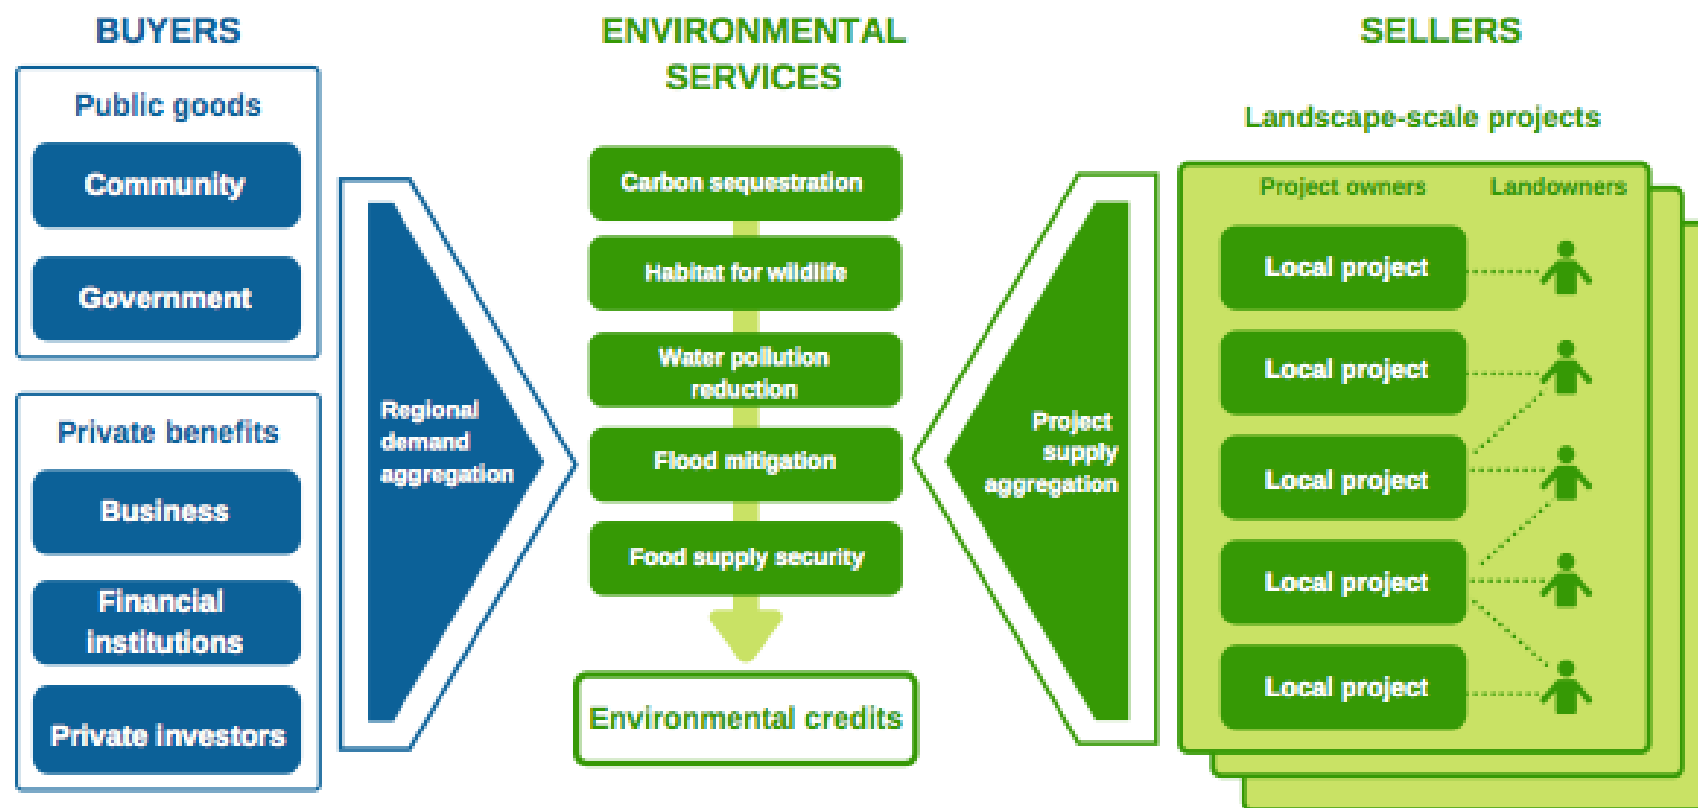 BUYERS
Public goods
Community
Government
Private benefits
Business
Financial
institutions
Private investors
Regional
demand
aggregation
ENVIRONMENTAL
SERVICES
Carbon sequestration
Habitat for wildlife
Water pollution
reduction
Flood mitigation
Food supply security
Environmental credits
Project
supply
aggregation
SELLERS
Landscape-scale projects
Project owners
Landowners
Local project
Local project
Local project
Local project
Local project